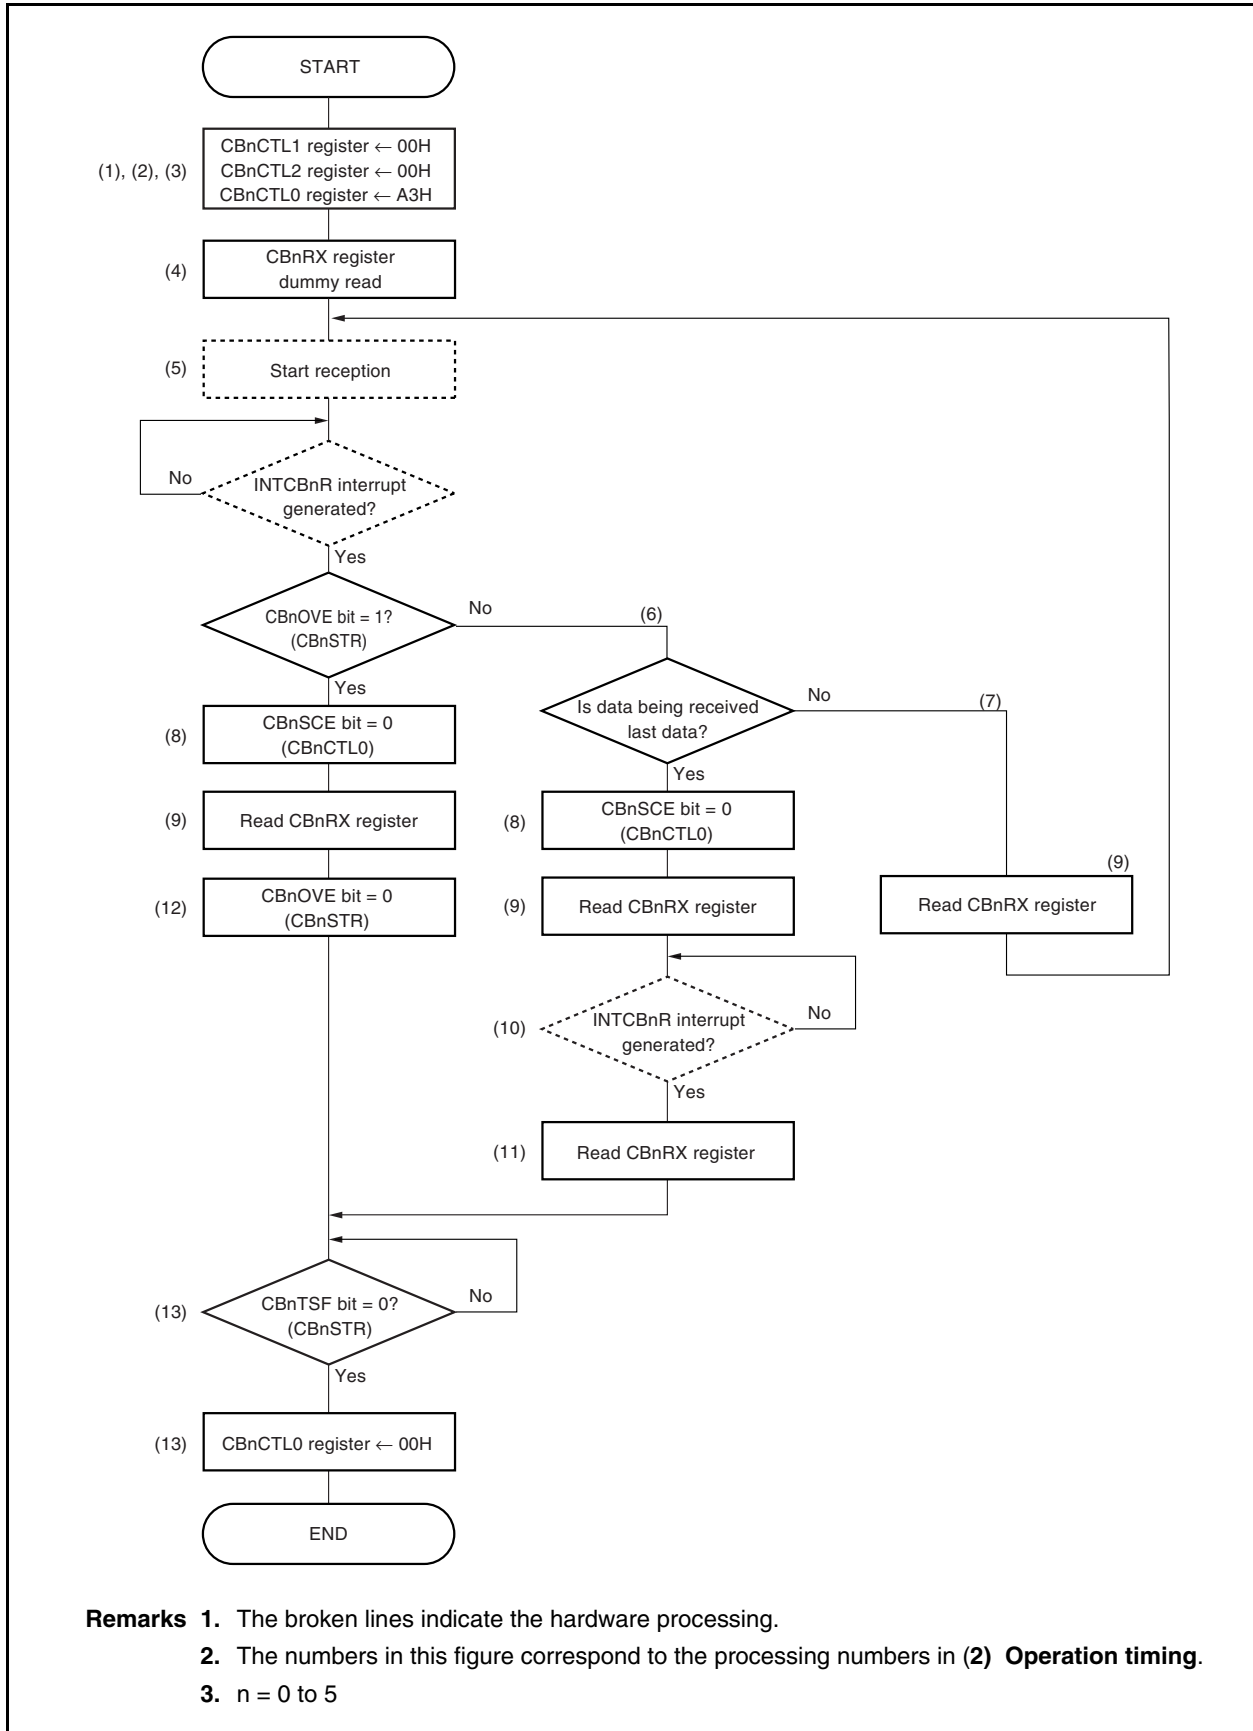 START
(1), (2), (3)
CBnCTL1 register ← 00H
CBnCTL2 register ← 00H
CBnCTL0 register ← A3H
(4)
CBnRX register
dummy read
(5)
Start reception
No
INTCBnR interrupt
generated?
Yes
CBnOVE bit = 1?
(CBnSTR)
No
(6)
Yes
Is data being received
last data?
No
(7)
Yes
(8)
CBnSCE bit = 0
(CBnCTL0)
(9)
Read CBnRX register
(12)
CBnOVE bit = 0
(CBnSTR)
(8)
CBnSCE bit = 0
(CBnCTL0)
(9)
Read CBnRX register
(9)
Read CBnRX register
(10)
INTCBnR interrupt
generated?
No
Yes
(11)
Read CBnRX register
(13)
CBnTSF bit = 0?
(CBnSTR)
No
Yes
(13)
CBnCTL0 register ← 00H
END
Remarks 1. The broken lines indicate the hardware processing.
2. The numbers in this figure correspond to the processing numbers in (2) Operation timing.
3. n = 0 to 5